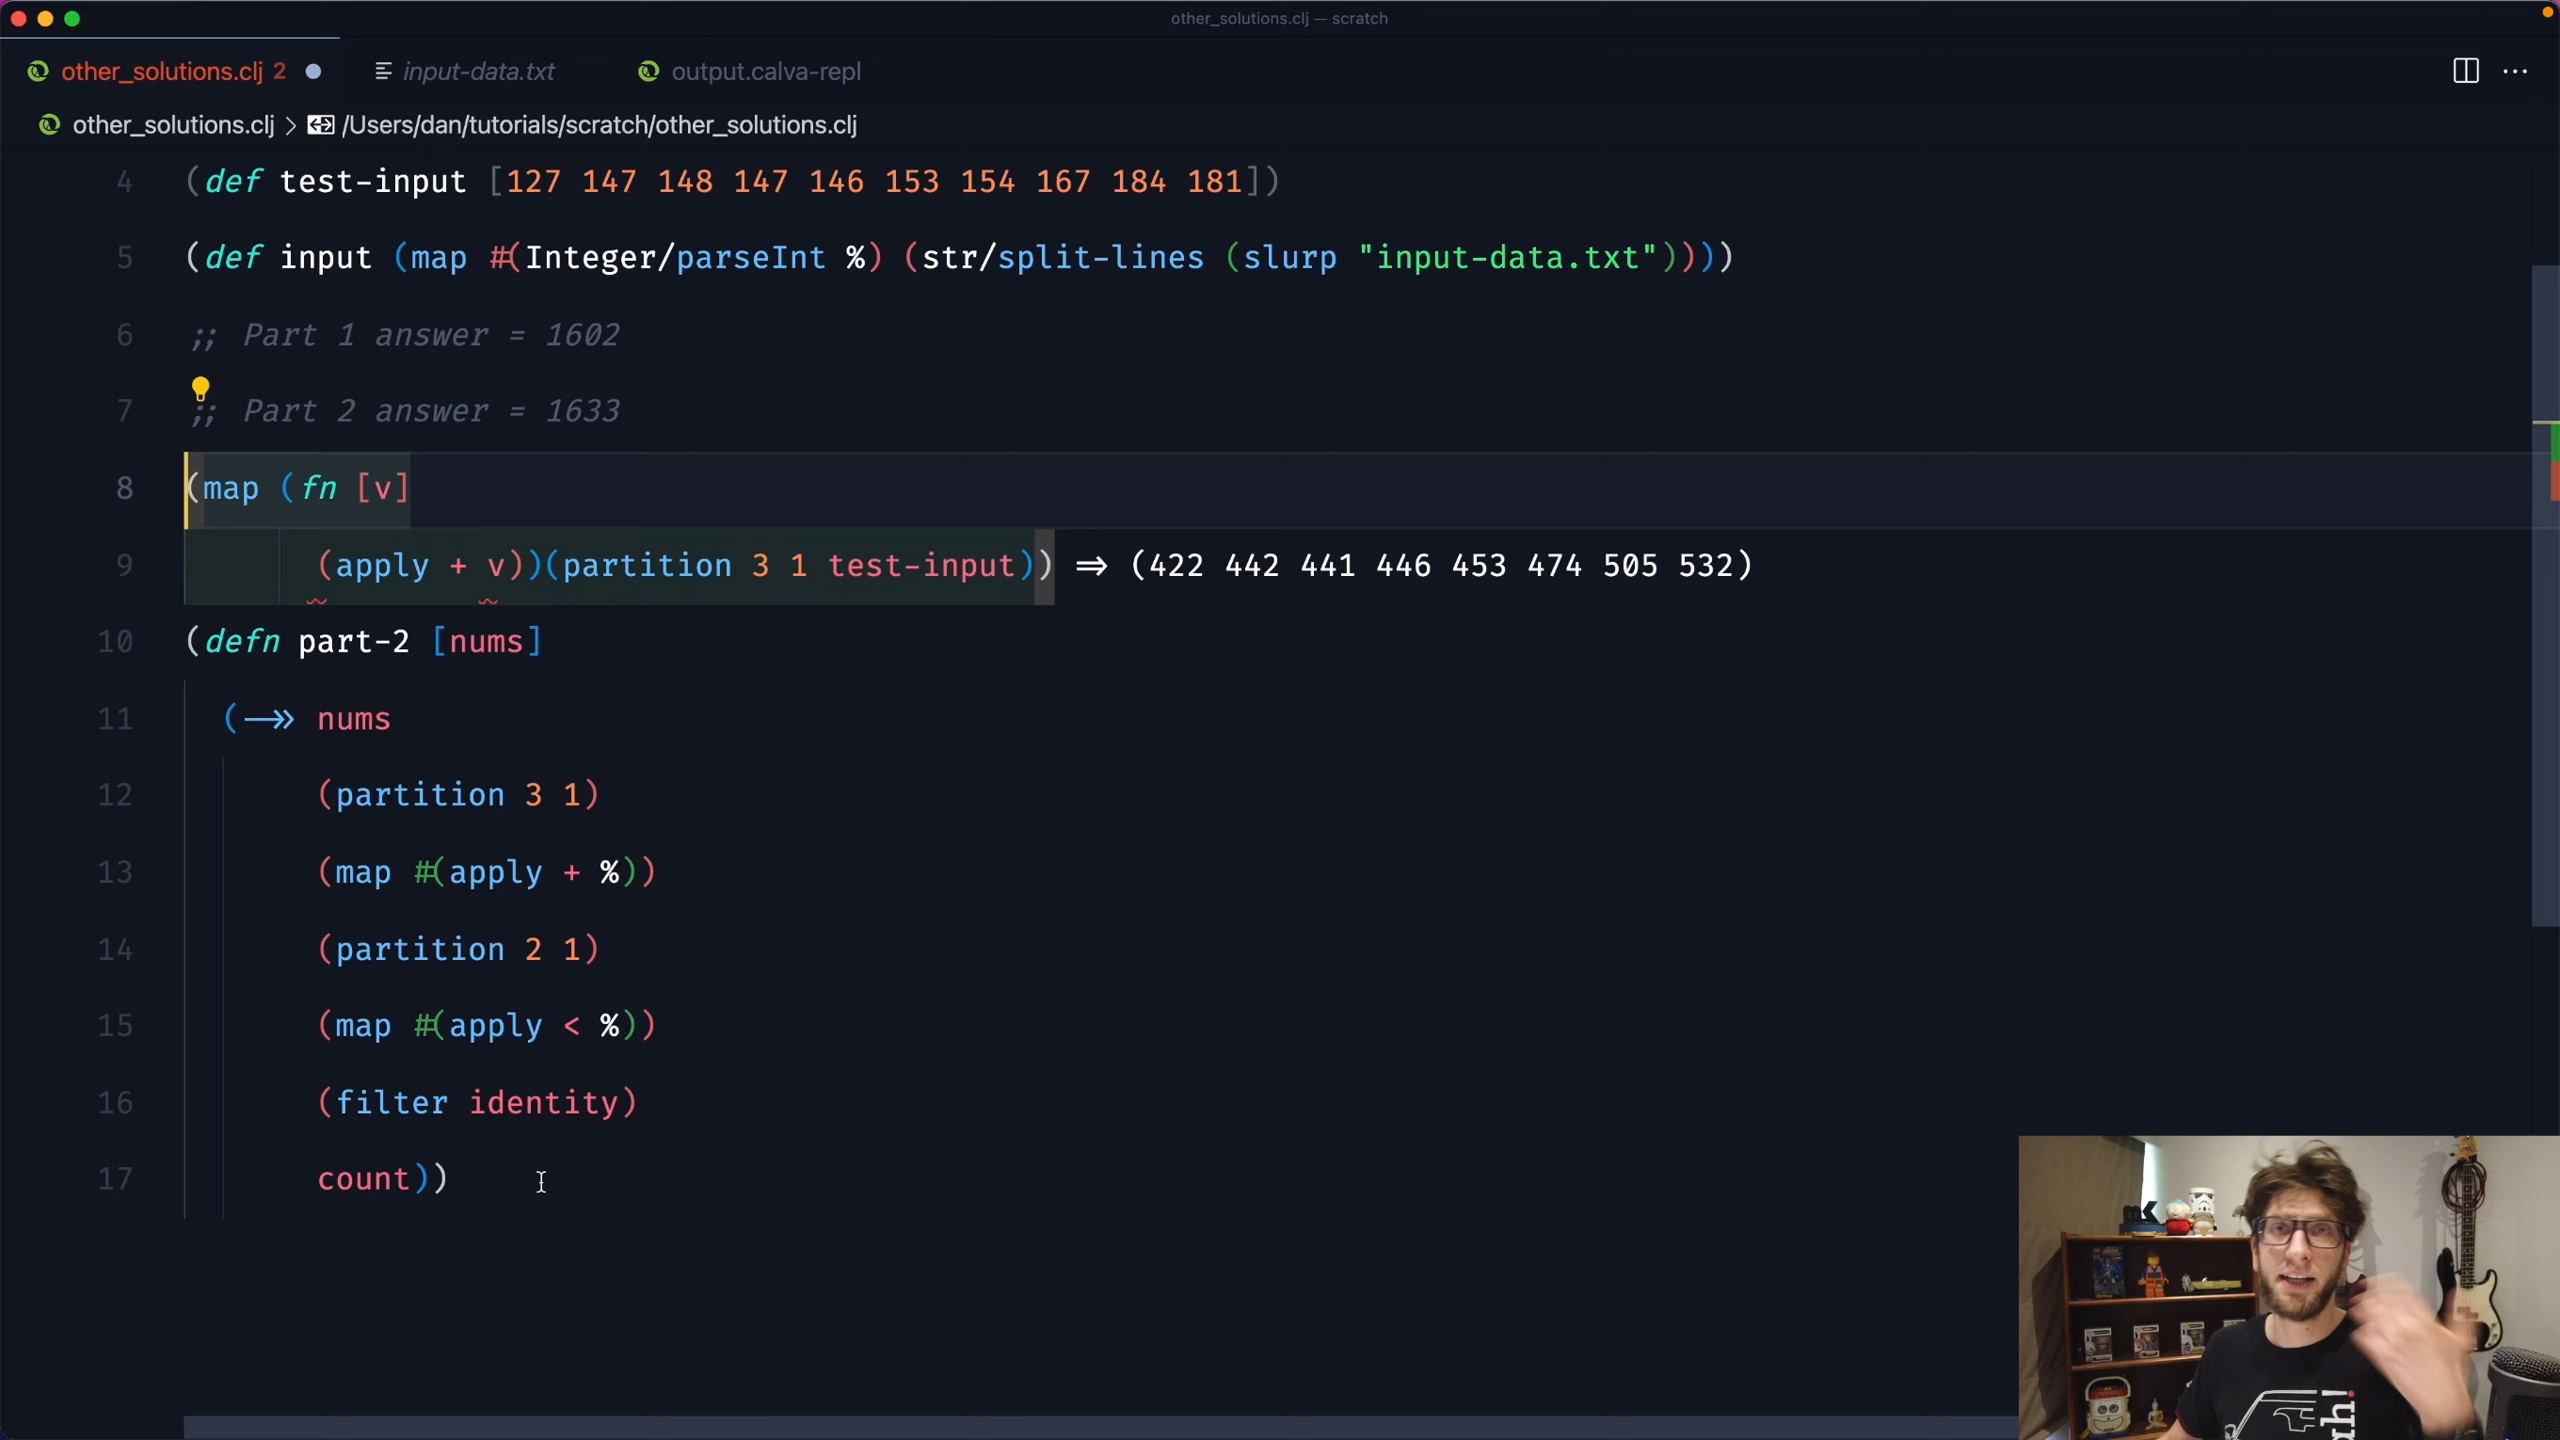 other_solutions.clj — scratch
other_solutions.clj 2
input-data.txt
output.calva-repl
other_solutions.clj > /Users/dan/tutorials/scratch/other_solutions.clj
4 (def test-input [127 147 148 147 146 153 154 167 184 181])
5 (def input (map #(Integer/parseInt %) (str/split-lines (slurp "input-data.txt"))))
6 ;; Part 1 answer = 1602
7 ;; Part 2 answer = 1633
8 (map (fn [v]
9 (apply + v))(partition 3 1 test-input)) => (422 442 441 446 453 474 505 532)
10 (defn part-2 [nums]
11 (->> nums
12 (partition 3 1)
13 (map #(apply + %))
14 (partition 2 1)
15 (map #(apply < %))
16 (filter identity)
17 count))